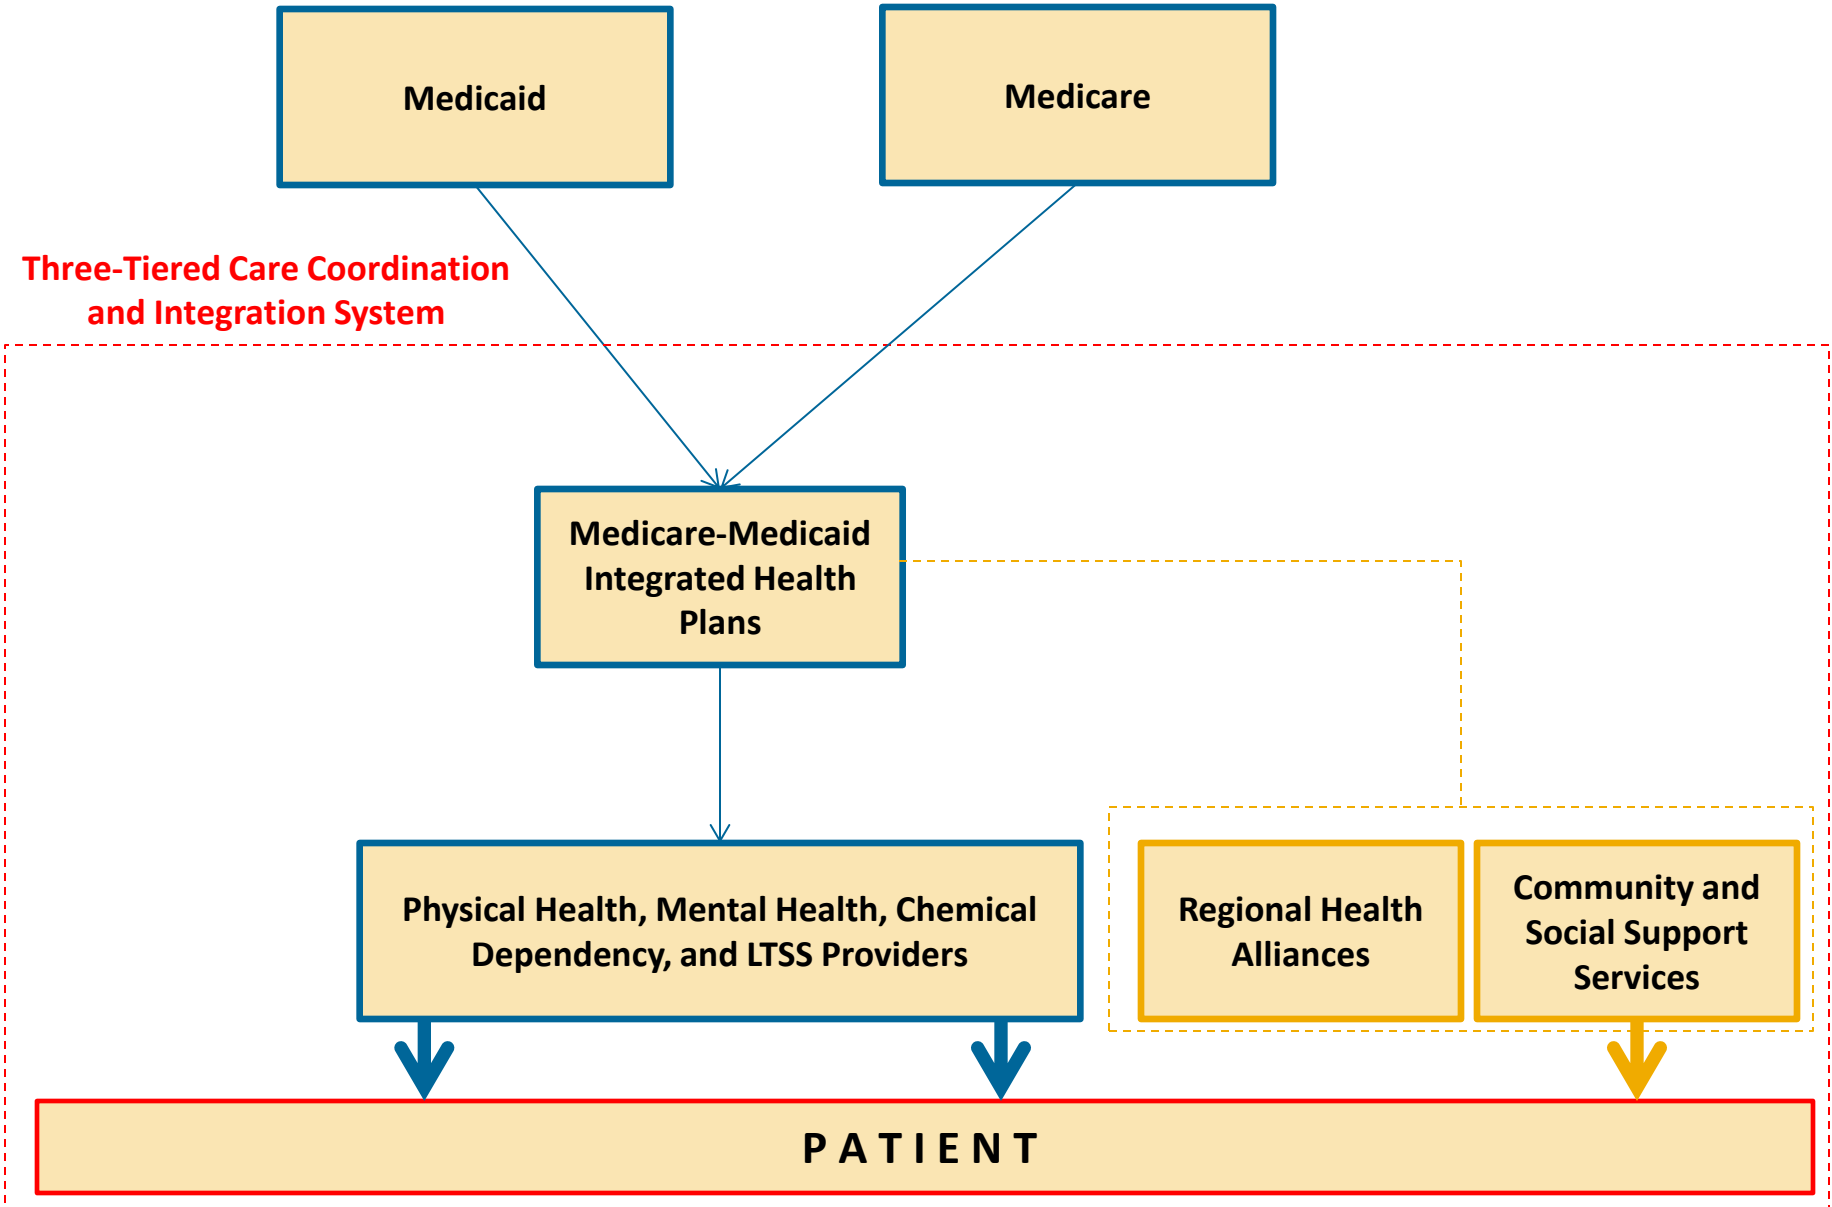 Medicaid
Medicare
Three-Tiered Care Coordination
and Integration System
Medicare-Medicaid
Integrated Health
Plans
Physical Health, Mental Health, Chemical
Dependency, and LTSS Providers
Regional Health
Alliances
Community and
Social Support
Services
P A T I E N T